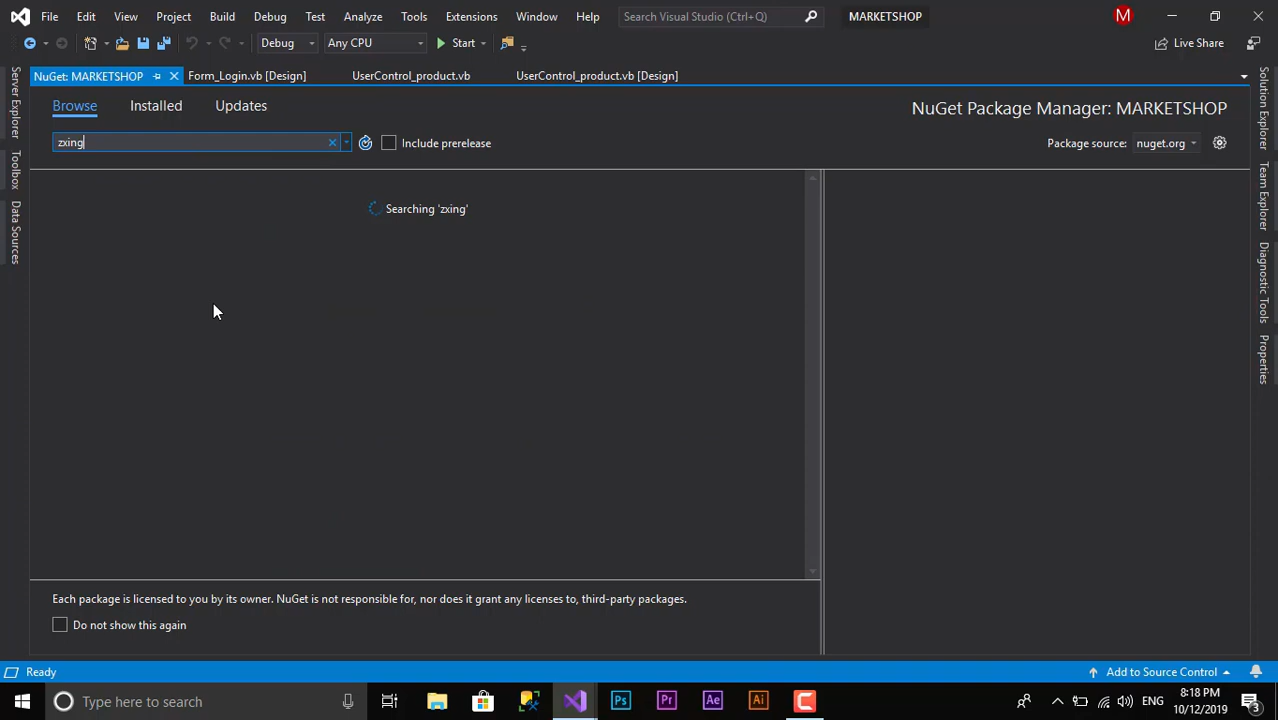 File Edit View Project Build Debug Test Analyze Tools Extensions Window Help Search Visual Studio (Ctrl+Q) MARKETSHOP M
Debug Any CPU Start Live Share
NuGet: MARKETSHOP Form_Login.vb [Design] UserControl_product.vb UserControl_product.vb [Design]
Browse Installed Updates NuGet Package Manager: MARKETSHOP
zxing Include prerelease Package source: nuget.org
Searching 'zxing'
Server Explorer
Toolbox
Data Sources
Solution Explorer
Team Explorer
Diagnostic Tools
Properties
Each package is licensed to you by its owner. NuGet is not responsible for, nor does it grant any licenses to, third-party packages.
Do not show this again
Ready Add to Source Control
Type here to search Ps Pr Ae Ai C ENG 8:18 PM
10/12/2019 3